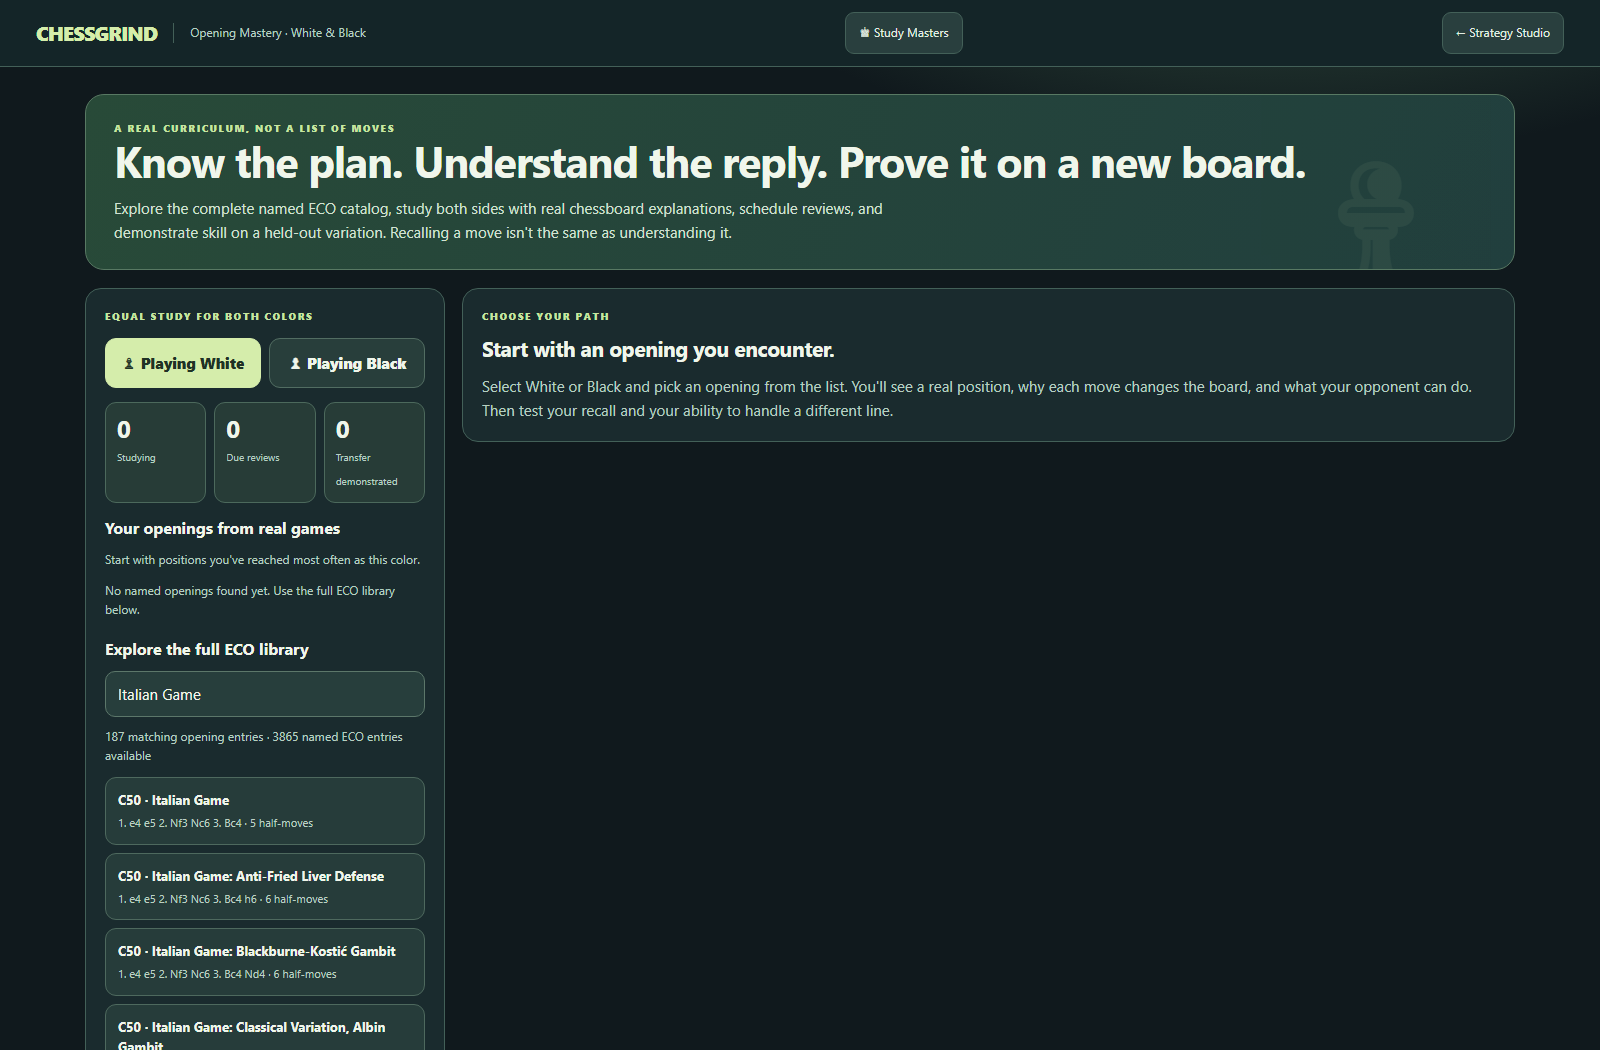 CHESSGRIND
Opening Mastery · White & Black
Study Masters
← Strategy Studio
A REAL CURRICULUM, NOT A LIST OF MOVES
Know the plan. Understand the reply. Prove it on a new board.
Explore the complete named ECO catalog, study both sides with real chessboard explanations, schedule reviews, and
demonstrate skill on a held-out variation. Recalling a move isn't the same as understanding it.
EQUAL STUDY FOR BOTH COLORS
Playing White
Playing Black
0
Studying
0
Due reviews
0
Transfer
demonstrated
Your openings from real games
Start with positions you've reached most often as this color.
No named openings found yet. Use the full ECO library
below.
Explore the full ECO library
Italian Game
187 matching opening entries · 3865 named ECO entries
available
C50 · Italian Game
1. e4 e5 2. Nf3 Nc6 3. Bc4 · 5 half-moves
C50 · Italian Game: Anti-Fried Liver Defense
1. e4 e5 2. Nf3 Nc6 3. Bc4 h6 · 6 half-moves
C50 · Italian Game: Blackburne-Kostić Gambit
1. e4 e5 2. Nf3 Nc6 3. Bc4 Nd4 · 6 half-moves
C50 · Italian Game: Classical Variation, Albin
Gambit
CHOOSE YOUR PATH
Start with an opening you encounter.
Select White or Black and pick an opening from the list. You'll see a real position, why each move changes the board, and what your opponent can do.
Then test your recall and your ability to handle a different line.